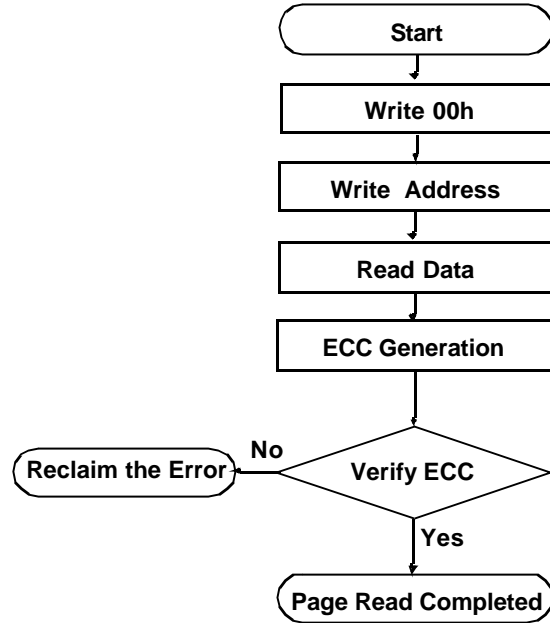 Start
Write 00h
Write Address
Read Data
ECC Generation
No
Reclaim the Error
Verify ECC
Yes
Page Read Completed